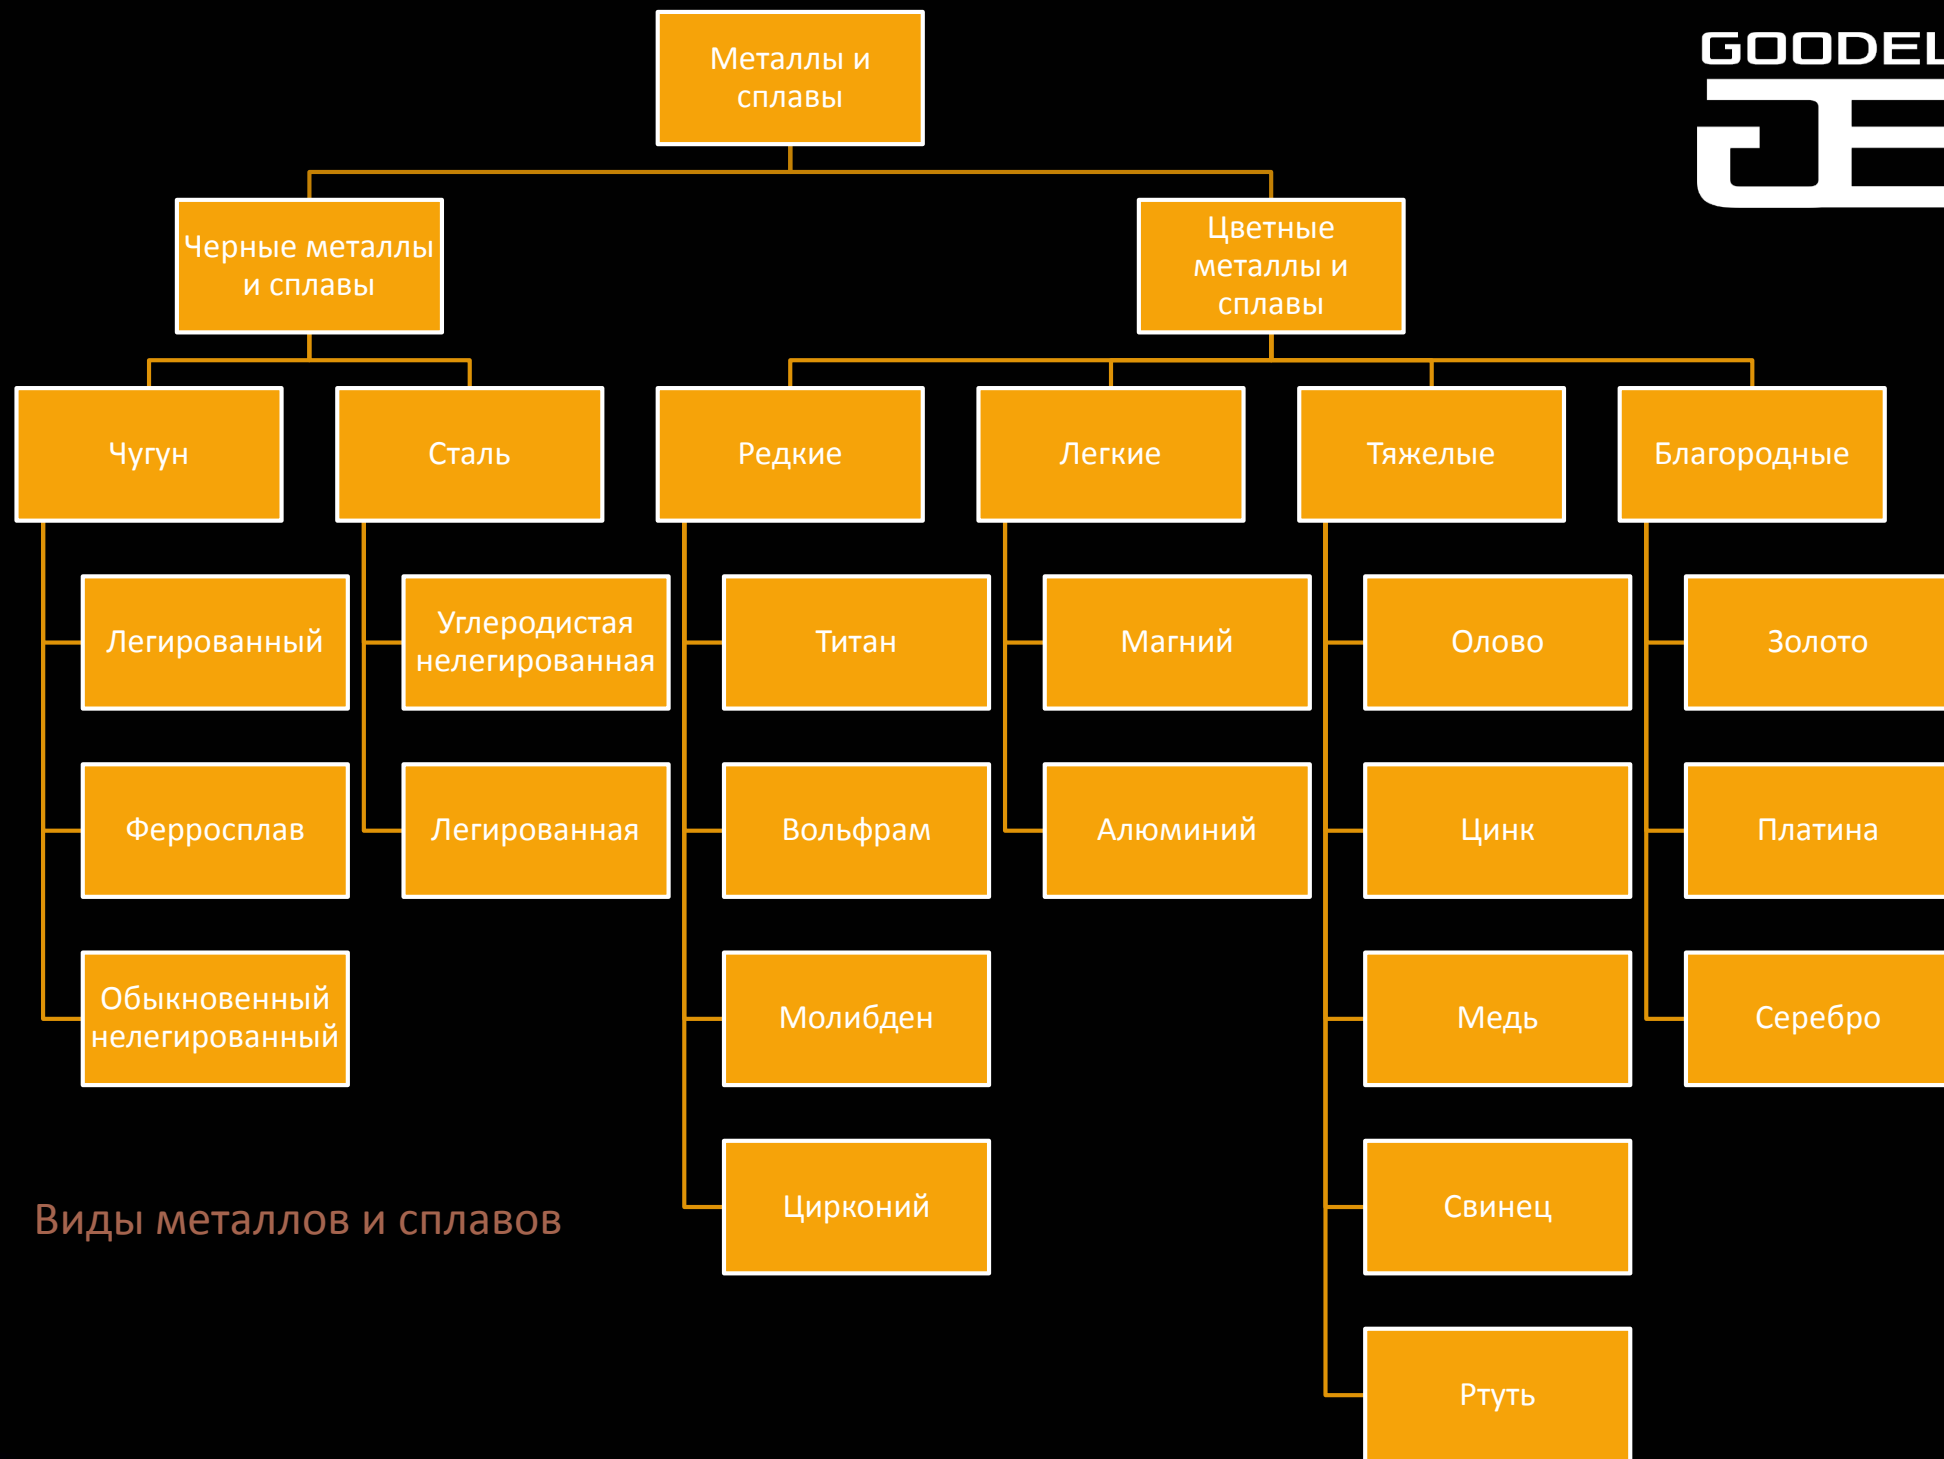 Металлы и
сплавы
GOODEL
Черные металлы
и сплавы
Цветные
металлы и
сплавы
Чугун
Сталь
Редкие
Легкие
Тяжелые
Благородные
Легированный
Углеродистая
нелегированная
Титан
Магний
Олово
Золото
Ферросплав
Легированная
Вольфрам
Алюминий
Цинк
Платина
Обыкновенный
нелегированный
Молибден
Медь
Серебро
Цирконий
Свинец
Виды металлов и сплавов
Ртуть